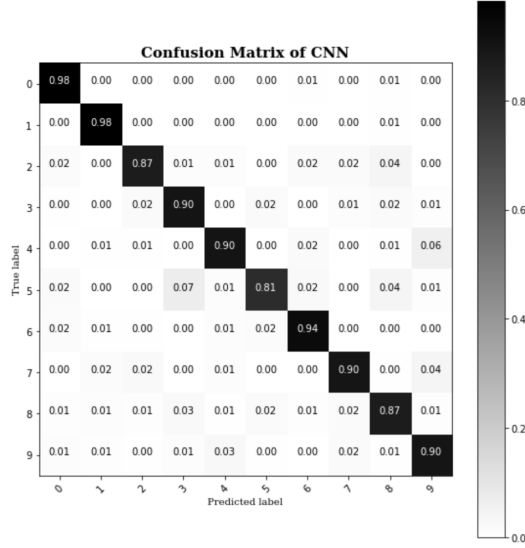 Confusion Matrix of CNN
0 0.98 0.00 0.00 0.00 0.00 0.00 0.01 0.00 0.01 0.00
1 0.00 0.98 0.00 0.00 0.00 0.00 0.00 0.00 0.01 0.00
2 0.02 0.00 0.87 0.01 0.01 0.00 0.02 0.02 0.04 0.00
3 0.00 0.00 0.02 0.90 0.00 0.02 0.00 0.01 0.02 0.01
4 0.00 0.01 0.01 0.00 0.90 0.00 0.02 0.00 0.01 0.06
5 0.02 0.00 0.00 0.07 0.01 0.81 0.02 0.00 0.04 0.01
6 0.02 0.01 0.00 0.00 0.01 0.02 0.94 0.00 0.00 0.00
7 0.00 0.02 0.02 0.00 0.01 0.00 0.00 0.90 0.00 0.04
8 0.01 0.01 0.01 0.03 0.01 0.02 0.01 0.02 0.87 0.01
9 0.01 0.01 0.00 0.01 0.03 0.00 0.00 0.02 0.01 0.90
0 1 2 3 4 5 6 7 8 9
True label
Predicted label
0.8
0.6
0.4
0.2
0.0